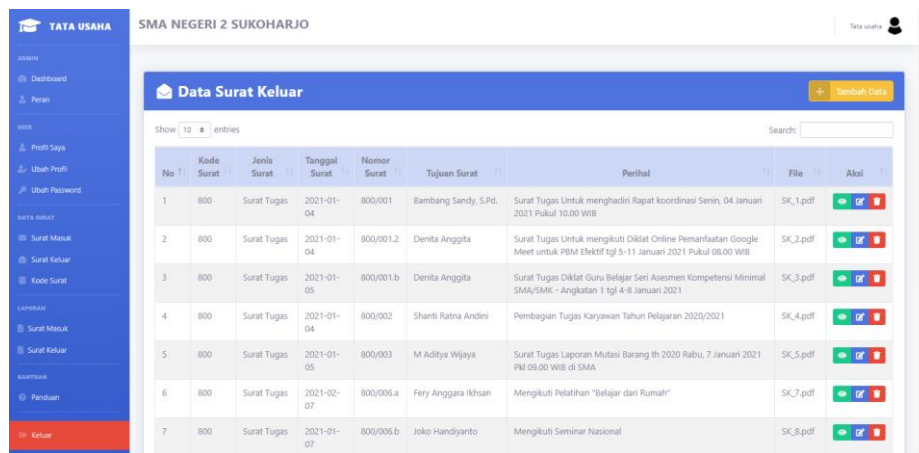 TATA USAHA
SMA NEGERI 2 SUKOHARJO
Tata usaha
ADMIN
Dashboard
Peran
USER
Profil Saya
Ubah Profil
Ubah Password
DATA SURAT
Surat Masuk
Surat Keluar
Kode Surat
LAPORAN
Surat Masuk
Surat Keluar
BANTUAN
Panduan
Keluar
Data Surat Keluar
+ Tambah Data
Show 10 entries
Search:
No Kode Surat Jenis Surat Tanggal Surat Nomor Surat Tujuan Surat Perihal File Aksi
1 800 Surat Tugas 2021-01-04 800/001 Bambang Sandy, S.Pd. Surat Tugas Untuk menghadiri Rapat koordinasi Senin, 04 Januari 2021 Pukul 10.00 WIB SK_1.pdf
2 800 Surat Tugas 2021-01-04 800/001.2 Denita Anggita Surat Tugas Untuk mengikuti Diklat Online Pemanfaatan Google Meet untuk PBM Efektif tgl 5-11 Januari 2021 Pukul 08.00 WIB SK_2.pdf
3 800 Surat Tugas 2021-01-05 800/001.b Denita Anggita Surat Tugas Diklat Guru Belajar Seri Asesmen Kompetensi Minimal SMA/SMK - Angkatan 1 tgl 4-8 Januari 2021 SK_3.pdf
4 800 Surat Tugas 2021-01-04 800/002 Shanti Ratna Andini Pembagian Tugas Karyawan Tahun Pelajaran 2020/2021 SK_4.pdf
5 800 Surat Tugas 2021-01-05 800/003 M Aditya Wijaya Surat Tugas Laporan Mutasi Barang th 2020 Rabu, 7 Januari 2021 Pkl 09.00 WIB di SMA SK_5.pdf
6 800 Surat Tugas 2021-02-07 800/006.a Fery Anggara Ikhsan Mengikuti Pelatihan "Belajar dari Rumah" SK_7.pdf
7 800 Surat Tugas 2021-01-07 800/006.b Joko Handiyanto Mengikuti Seminar Nasional SK_8.pdf